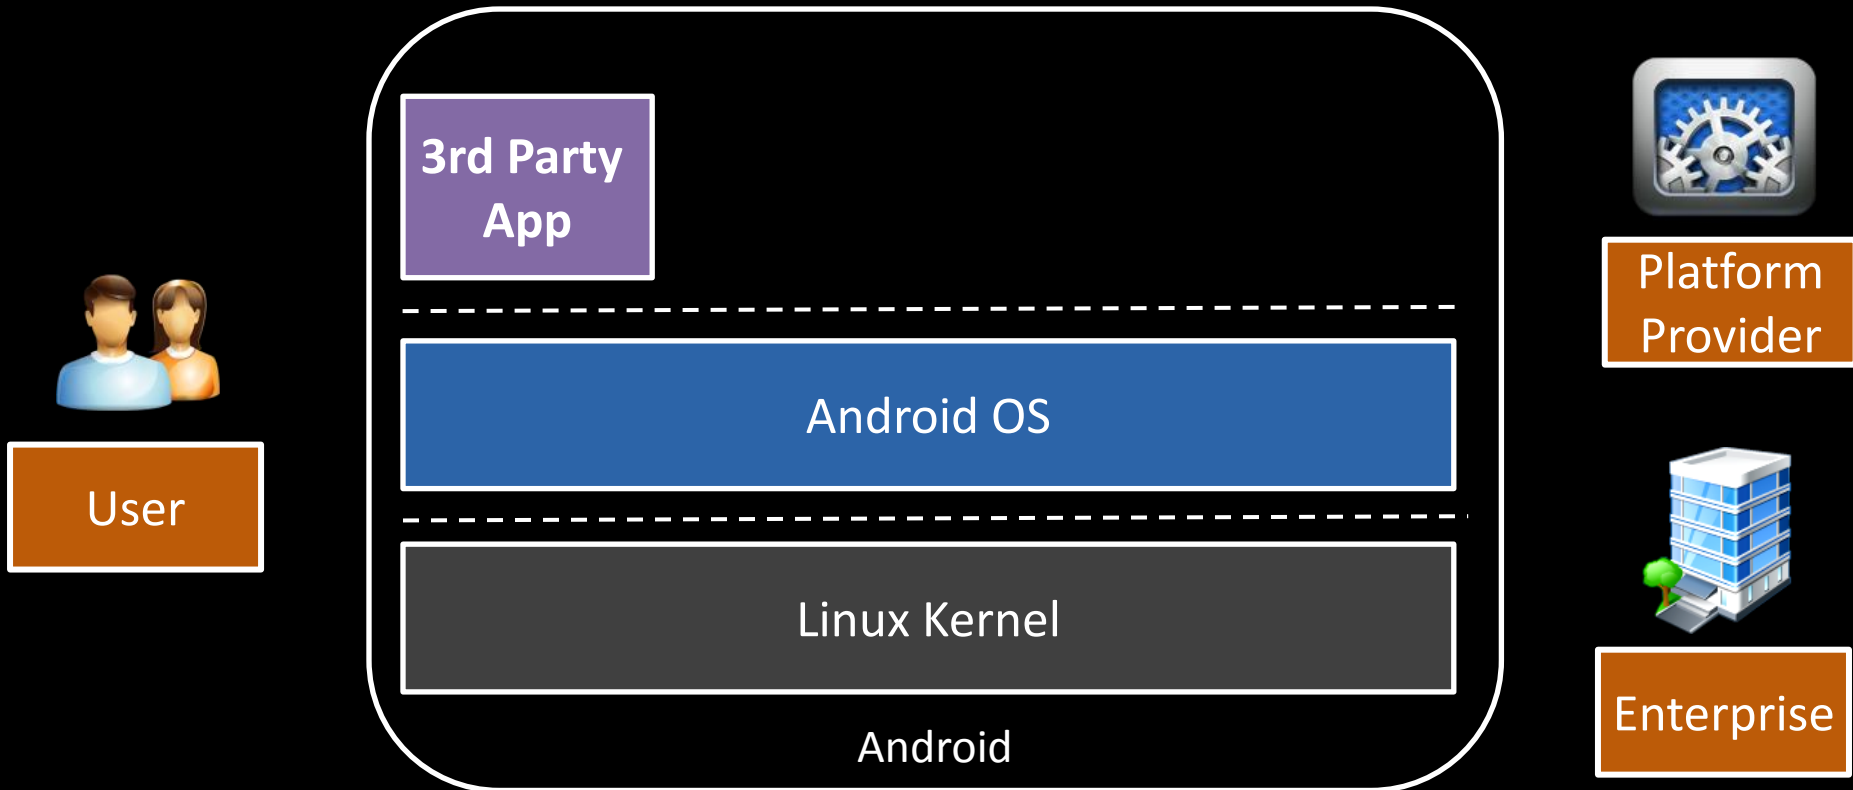 3rd Party
App
Android OS
Linux Kernel
Android
User
Platform
Provider
Enterprise